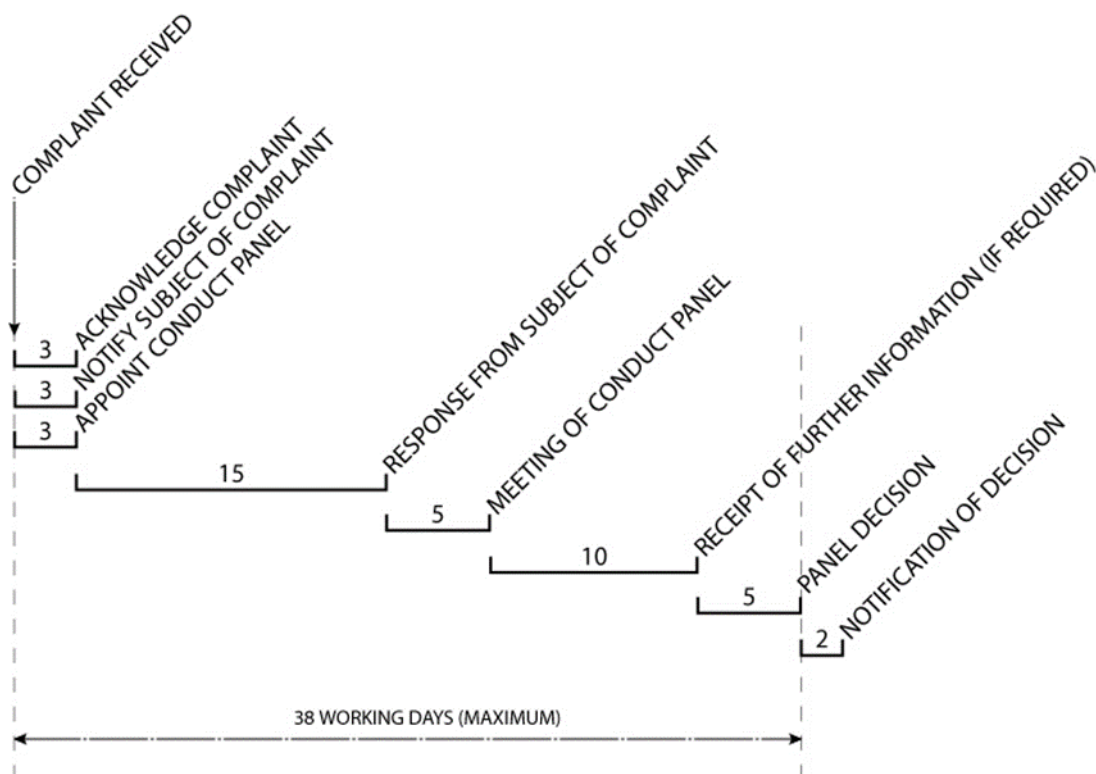 COMPLAINT RECEIVED
3
ACKNOWLEDGE COMPLAINT
3
NOTIFY SUBJECT OF COMPLAINT
3
APPOINT CONDUCT PANEL
15
RESPONSE FROM SUBJECT OF COMPLAINT
5
MEETING OF CONDUCT PANEL
10
RECEIPT OF FURTHER INFORMATION (IF REQUIRED)
5
PANEL DECISION
2
NOTIFICATION OF DECISION
38 WORKING DAYS (MAXIMUM)